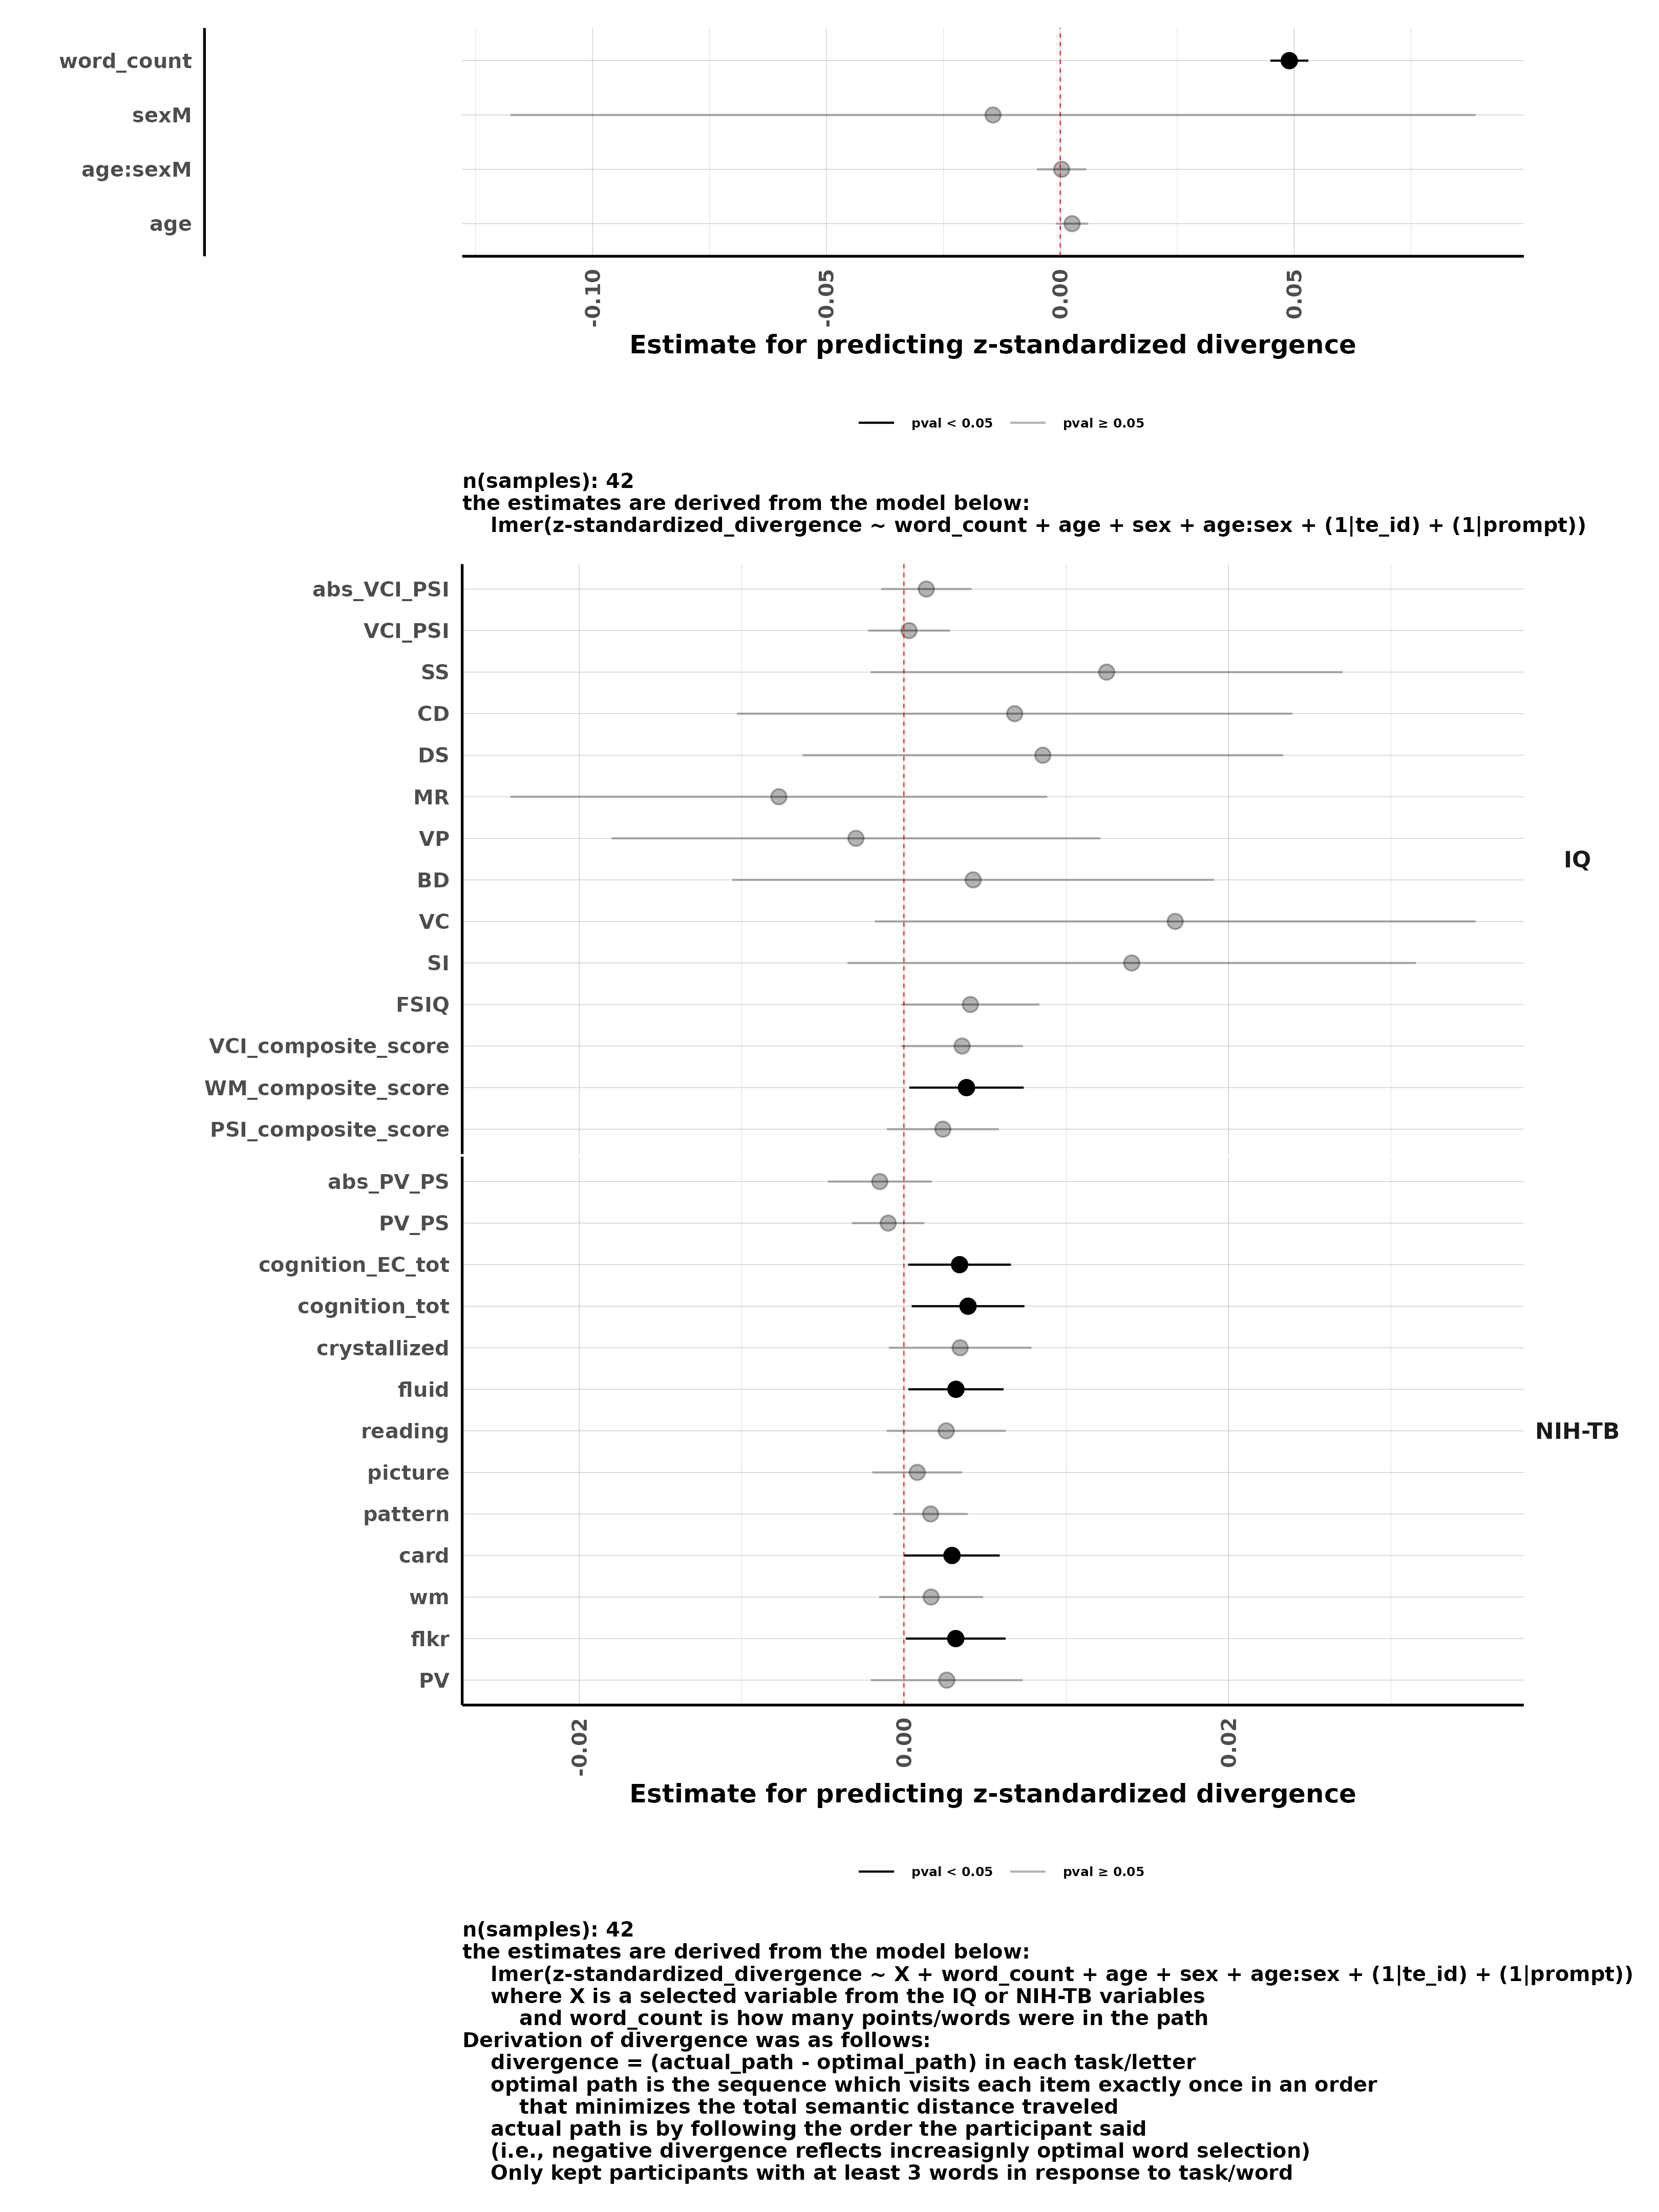 word_count
sexM
age:sexM
age
-0.10
-0.05
0.00
0.05
Estimate for predicting z-standardized divergence
pval < 0.05 pval ≥ 0.05
n(samples): 42
the estimates are derived from the model below:
lmer(z-standardized_divergence ~ word_count + age + sex + age:sex + (1|te_id) + (1|prompt))
abs_VCI_PSI
VCI_PSI
SS
CD
DS
MR
VP
BD
VC
SI
FSIQ
VCI_composite_score
WM_composite_score
PSI_composite_score
IQ
abs_PV_PS
PV_PS
cognition_EC_tot
cognition_tot
crystallized
fluid
reading
picture
pattern
card
wm
flkr
PV
NIH-TB
-0.02
0.00
0.02
Estimate for predicting z-standardized divergence
pval < 0.05 pval ≥ 0.05
n(samples): 42
the estimates are derived from the model below:
lmer(z-standardized_divergence ~ X + word_count + age + sex + age:sex + (1|te_id) + (1|prompt))
where X is a selected variable from the IQ or NIH-TB variables
and word_count is how many points/words were in the path
Derivation of divergence was as follows:
divergence = (actual_path - optimal_path) in each task/letter
optimal path is the sequence which visits each item exactly once in an order
that minimizes the total semantic distance traveled
actual path is by following the order the participant said
(i.e., negative divergence reflects increasignly optimal word selection)
Only kept participants with at least 3 words in response to task/word